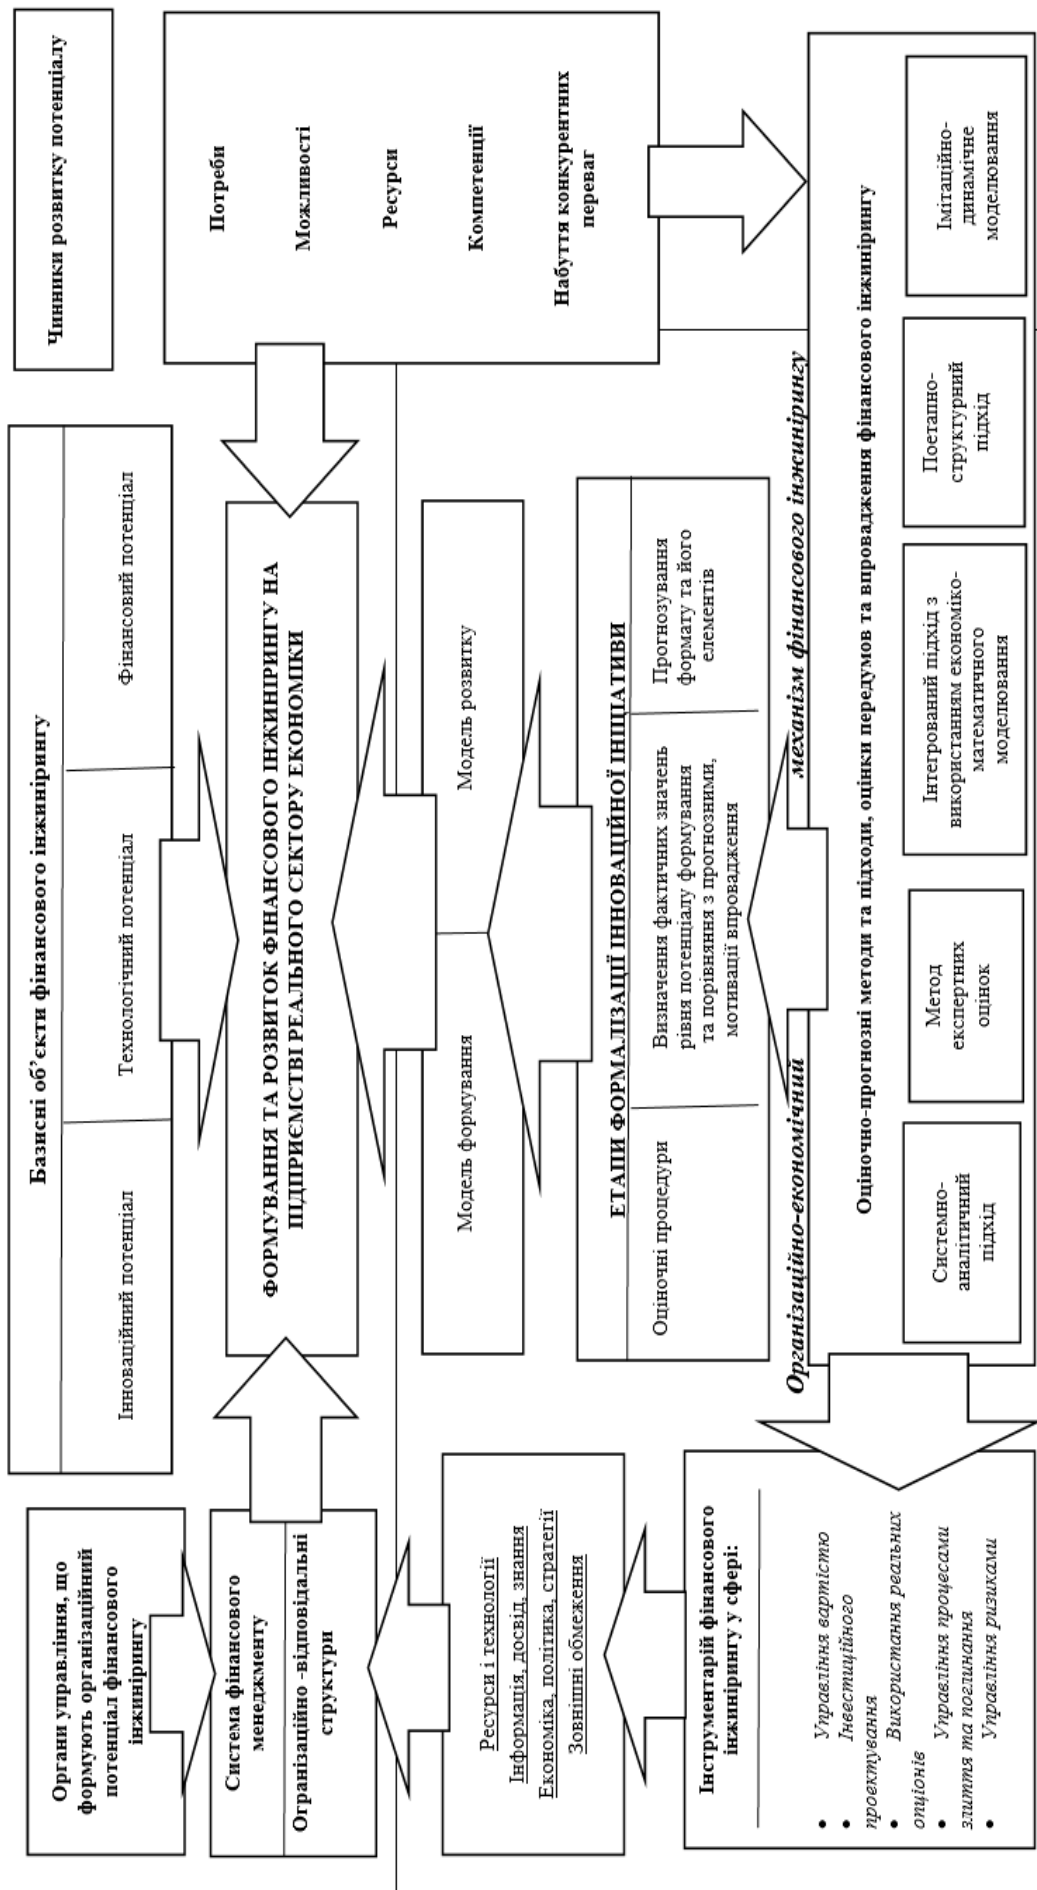 Органи управління, що
формують організаційний
потенціал фінансового
інжинірингу
Базисні об’єкти фінансового інжинірингу
Інноваційний потенціал
Технологічний потенціал
Фінансовий потенціал
Чинники розвитку потенціалу
Система фінансового
менеджменту
Огранізаційно -відповідальні
структури
ФОРМУВАННЯ ТА РОЗВИТОК ФІНАНСОВОГО ІНЖИНІРИНГУ НА
ПІДПРИЄМСТВІ РЕАЛЬНОГО СЕКТОРУ ЕКОНОМІКИ
Потреби
Можливості
Ресурси
Компетенції
Набуття конкурентних
переваг
Ресурси і технології
Інформація, досвід, знання
Економіка, політика, стратегії
Зовнішні обмеження
Модель формування
Модель розвитку
ЕТАПИ ФОРМАЛІЗАЦІЇ ІННОВАЦІЙНОЇ ІНІЦІАТИВИ
Оціночні процедури
Визначення фактичних значень
рівня потенціалу формування
та порівняння з прогнозними,
мотивації впровадження
Прогнозування
формату та його
елементів
Організаційно-економічний
механізм фінансового інжинірингу
Інструментарій фінансового
інжинірингу у сфері:
• Управління вартістю
• Інвестиційного
проектування
• Використання реальних
опціонів
• Управління процесами
злиття та поглинання
• Управління ризиками
Оціночно-прогнозні методи та підходи, оцінки передумов та впровадження фінансового інжинірингу
Системно-
аналітичний
підхід
Метод
експертних
оцінок
Інтегрований підхід з
використанням економіко-
математичного
моделювання
Поетапно-
структурний
підхід
Імітаційно-
динамічне
моделювання